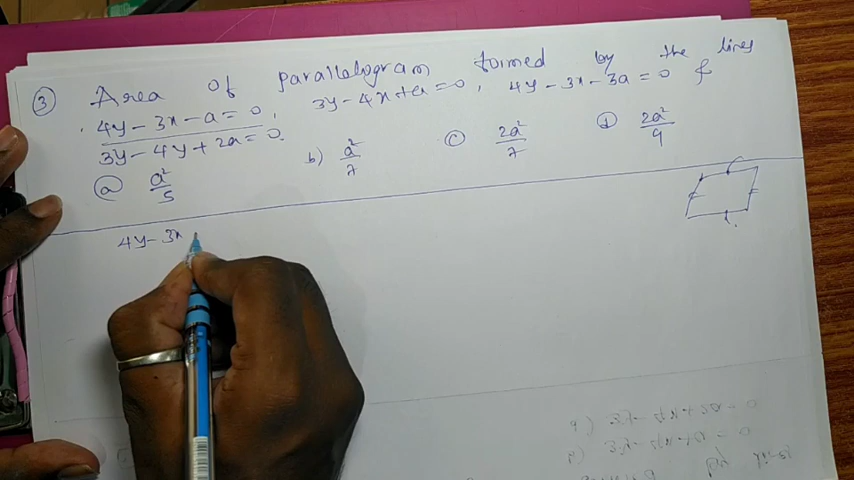 ③ Area of parallelogram formed by the lines
4y - 3x - a = 0, 3y - 4x + a = 0, 4y - 3x - 3a = 0 &
3y - 4y + 2a = 0.
ⓐ a²/5 b) a²/7 ⓒ 2a²/7 ⓓ 2a²/9
4y - 3x